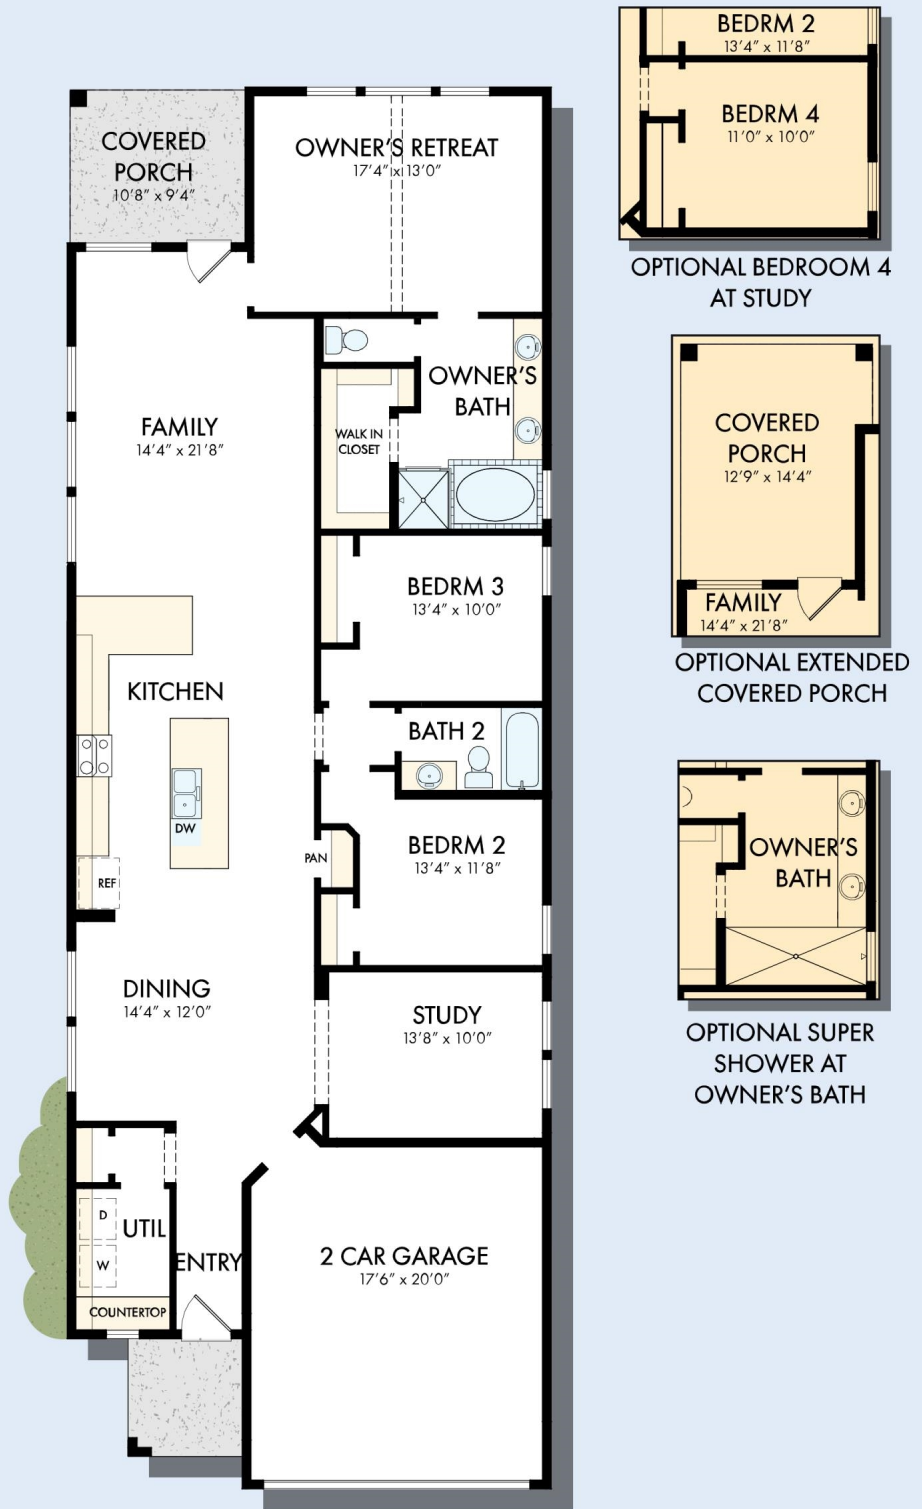 COVERED
PORCH
10'8" x 9'4"
OWNER'S RETREAT
17'4" x 13'0"
FAMILY
14'4" x 21'8"
OWNER'S
BATH
WALK IN
CLOSET
BEDRM 3
13'4" x 10'0"
KITCHEN
BATH 2
DW
REF
PAN
BEDRM 2
13'4" x 11'8"
DINING
14'4" x 12'0"
STUDY
13'8" x 10'0"
D
UTIL
W
ENTRY
COUNTERTOP
2 CAR GARAGE
17'6" x 20'0"
BEDRM 2
13'4" x 11'8"
BEDRM 4
11'0" x 10'0"
OPTIONAL BEDROOM 4
AT STUDY
COVERED
PORCH
12'9" x 14'4"
FAMILY
14'4" x 21'8"
OPTIONAL EXTENDED
COVERED PORCH
OWNER'S
BATH
OPTIONAL SUPER
SHOWER AT
OWNER'S BATH